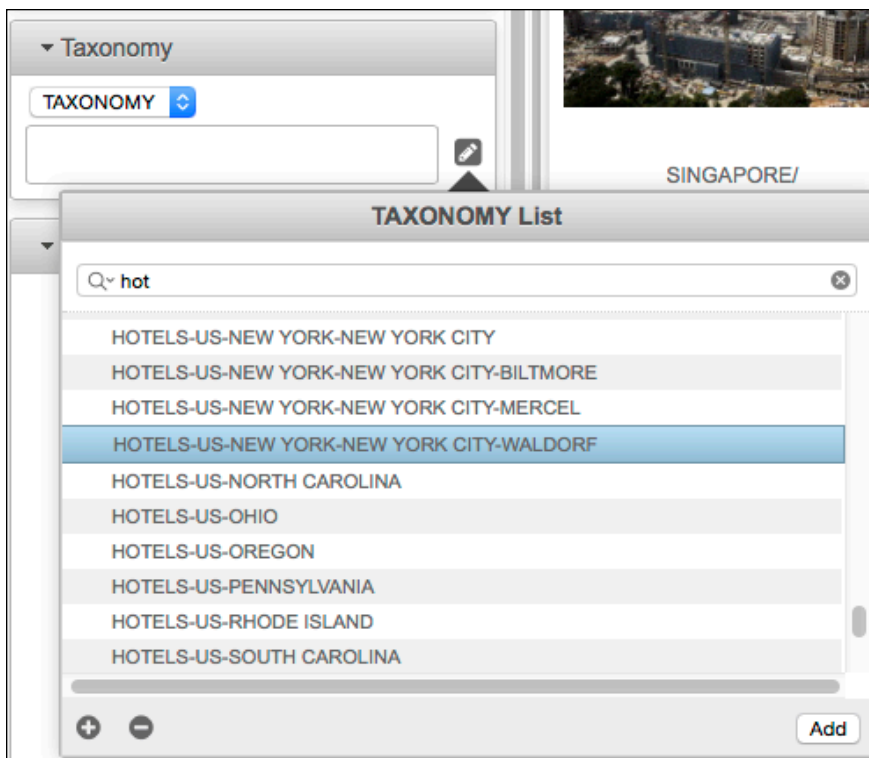 Taxonomy
TAXONOMY
SINGAPORE/
TAXONOMY List
hot
HOTELS-US-NEW YORK-NEW YORK CITY
HOTELS-US-NEW YORK-NEW YORK CITY-BILTMORE
HOTELS-US-NEW YORK-NEW YORK CITY-MERCEL
HOTELS-US-NEW YORK-NEW YORK CITY-WALDORF
HOTELS-US-NORTH CAROLINA
HOTELS-US-OHIO
HOTELS-US-OREGON
HOTELS-US-PENNSYLVANIA
HOTELS-US-RHODE ISLAND
HOTELS-US-SOUTH CAROLINA
Add